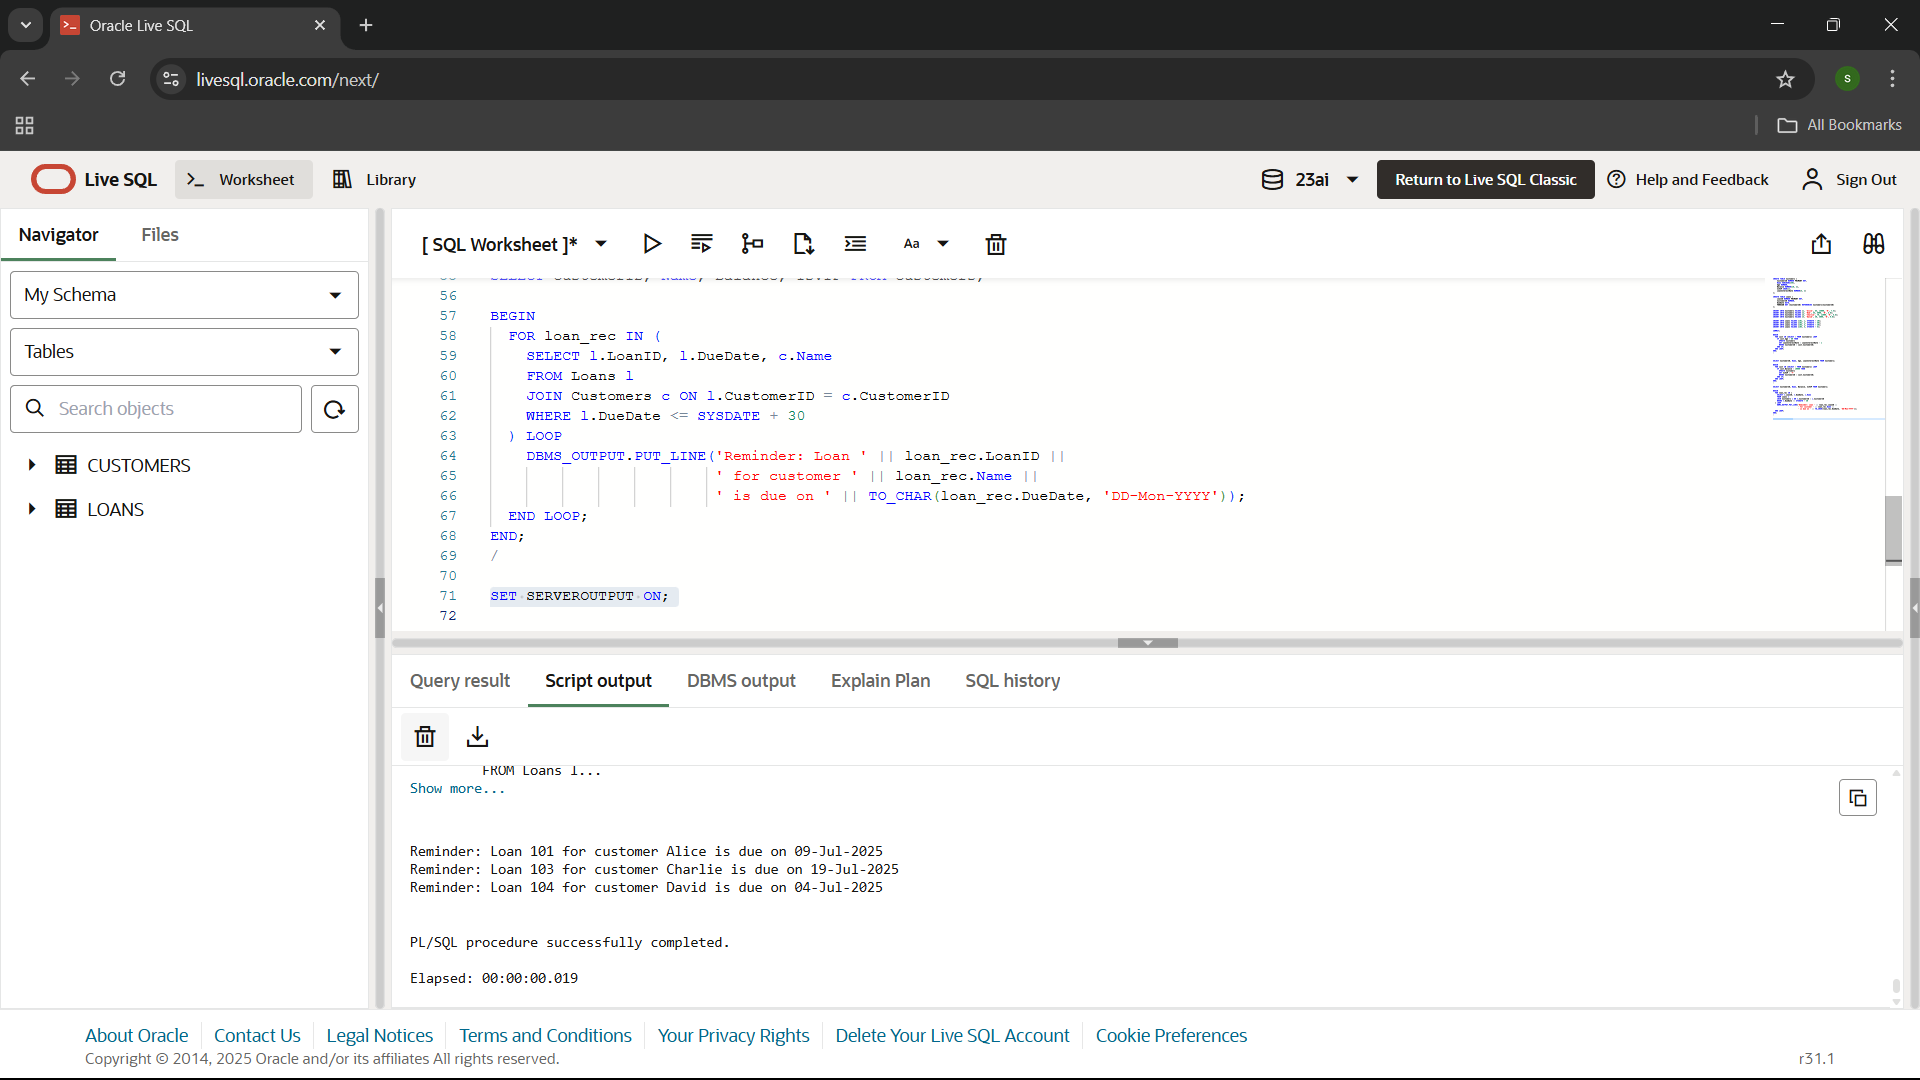 Oracle Live SQL
livesql.oracle.com/next/
S
All Bookmarks
Live SQL
Worksheet
Library
23ai
Return to Live SQL Classic
Help and Feedback
Sign Out
Navigator
Files
[ SQL Worksheet ]*
Aa
My Schema
Tables
Search objects
CUSTOMERS
LOANS
56
57 BEGIN
58 FOR loan_rec IN (
59 SELECT l.LoanID, l.DueDate, c.Name
60 FROM Loans l
61 JOIN Customers c ON l.CustomerID = c.CustomerID
62 WHERE l.DueDate <= SYSDATE + 30
63 ) LOOP
64 DBMS_OUTPUT.PUT_LINE('Reminder: Loan ' || loan_rec.LoanID ||
65 ' for customer ' || loan_rec.Name ||
66 ' is due on ' || TO_CHAR(loan_rec.DueDate, 'DD-Mon-YYYY'));
67 END LOOP;
68 END;
69 /
70
71 SET SERVEROUTPUT ON;
72
Query result
Script output
DBMS output
Explain Plan
SQL history
FROM Loans l...
Show more...
Reminder: Loan 101 for customer Alice is due on 09-Jul-2025
Reminder: Loan 103 for customer Charlie is due on 19-Jul-2025
Reminder: Loan 104 for customer David is due on 04-Jul-2025
PL/SQL procedure successfully completed.
Elapsed: 00:00:00.019
About Oracle
Contact Us
Legal Notices
Terms and Conditions
Your Privacy Rights
Delete Your Live SQL Account
Cookie Preferences
Copyright © 2014, 2025 Oracle and/or its affiliates All rights reserved.
r31.1